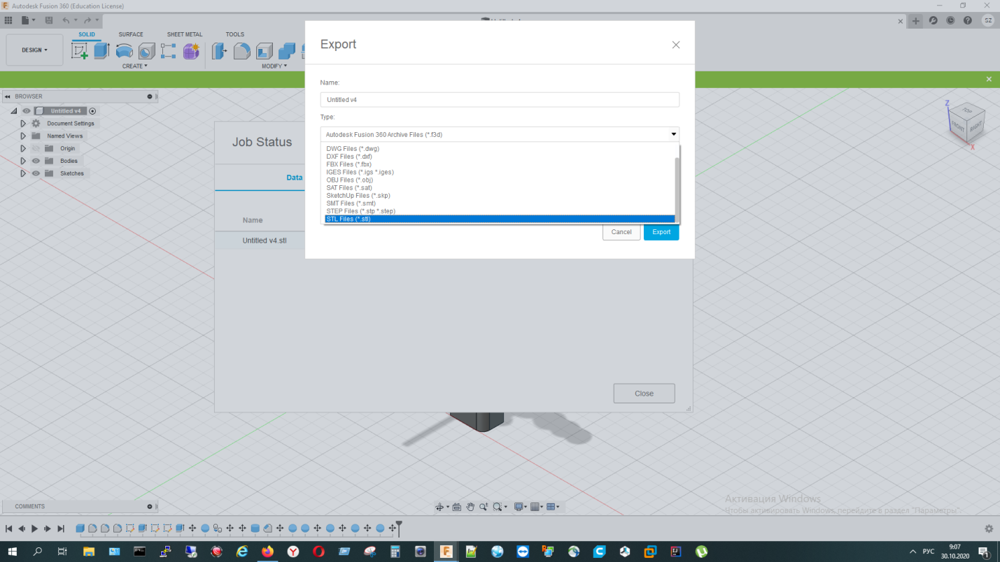 Autodesk Fusion 360 (Education License)
SZ
SOLID
SURFACE
SHEET METAL
TOOLS
DESIGN
CREATE
MODIFY
BROWSER
Untitled v4
Document Settings
Named Views
Origin
Bodies
Sketches
Job Status
Data
Name
Untitled v4.stl
Close
Export
Name:
Untitled v4
Type:
Autodesk Fusion 360 Archive Files (*.f3d)
DWG Files (*.dwg)
DXF Files (*.dxf)
FBX Files (*.fbx)
IGES Files (*.igs *.iges)
OBJ Files (*.obj)
SAT Files (*.sat)
SketchUp Files (*.skp)
SMT Files (*.smt)
STEP Files (*.stp *.step)
STL Files (*.stl)
Cancel
Export
TOP
FRONT
RIGHT
Z
X
Активация Windows
Чтобы активировать Windows, перейдите в раздел "Параметры".
COMMENTS
РУС
9:07
30.10.2020
1